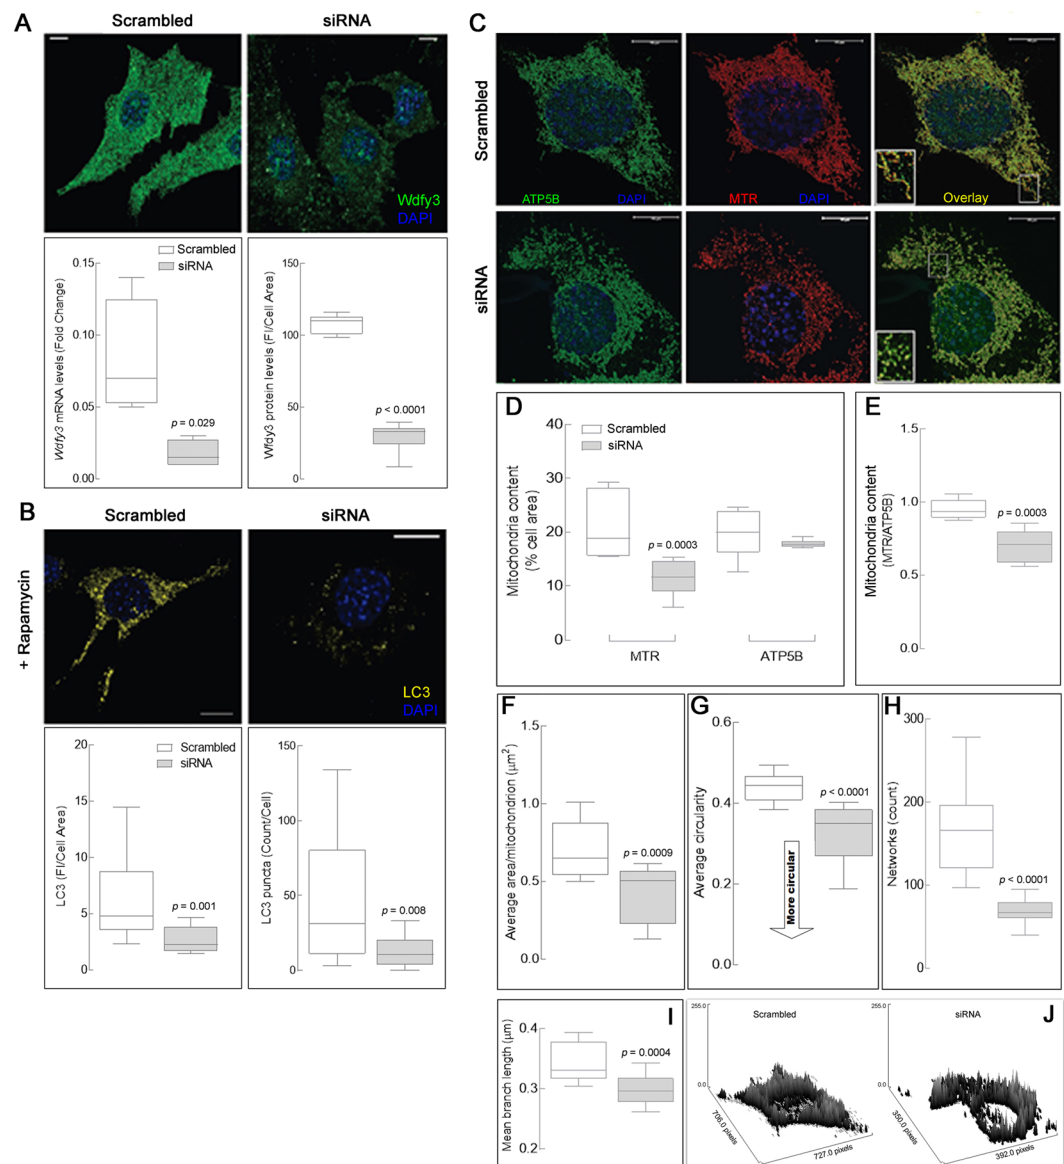 A
Scrambled
siRNA
Wdfy3
DAPI
Scrambled
siRNA
Wdfy3 mRNA levels (Fold Change)
0.15
0.10
0.05
0.00
p = 0.029
Wfdy3 protein levels (FI/Cell Area)
150
100
50
0
p < 0.0001
B
Scrambled
siRNA
+ Rapamycin
LC3
DAPI
Scrambled
siRNA
LC3 (FI/Cell Area)
20
15
10
5
0
p = 0.001
LC3 puncta (Count/Cell)
150
100
50
0
p = 0.008
C
Scrambled
ATP5B
DAPI
MTR
DAPI
Overlay
siRNA
D
Scrambled
siRNA
Mitochondria content
(% cell area)
40
30
20
10
0
p = 0.0003
MTR
ATP5B
E
Mitochondria content
(MTR/ATP5B)
1.5
1.0
0.5
0.0
p = 0.0003
F
Average area/mitochondrion (μm²)
1.5
1.0
0.5
0.0
p = 0.0009
G
Average circularity
0.6
0.4
0.2
0.0
p < 0.0001
More circular
H
Networks (count)
300
200
100
0
p < 0.0001
I
Mean branch length (μm)
0.4
0.3
0.2
p = 0.0004
J
Scrambled
255.0
0.0
706.0 pixels
727.0 pixels
siRNA
255.0
0.0
350.0 pixels
392.0 pixels